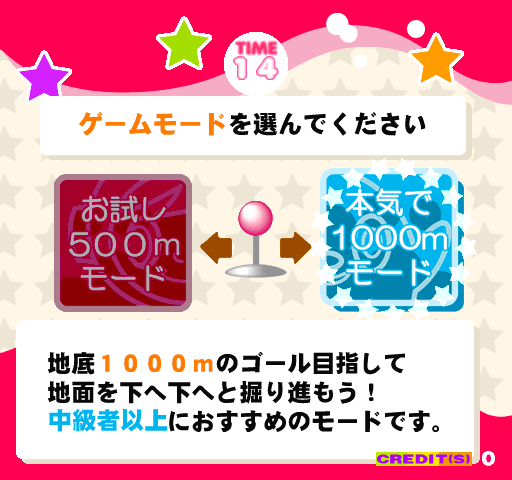 TIME
14
ゲームモードを選んでください
お試し
500m
モード
本気で
1000m
モード
地底1000mのゴール目指して
地面を下へ下へと掘り進もう!
中級者以上におすすめのモードです。
CREDIT(S) 0